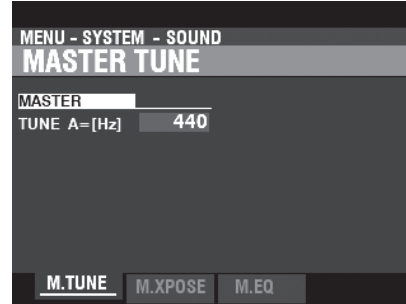 MENU - SYSTEM - SOUND
MASTER TUNE
MASTER
TUNE A=[Hz] 440
M.TUNE M.XPOSE M.EQ